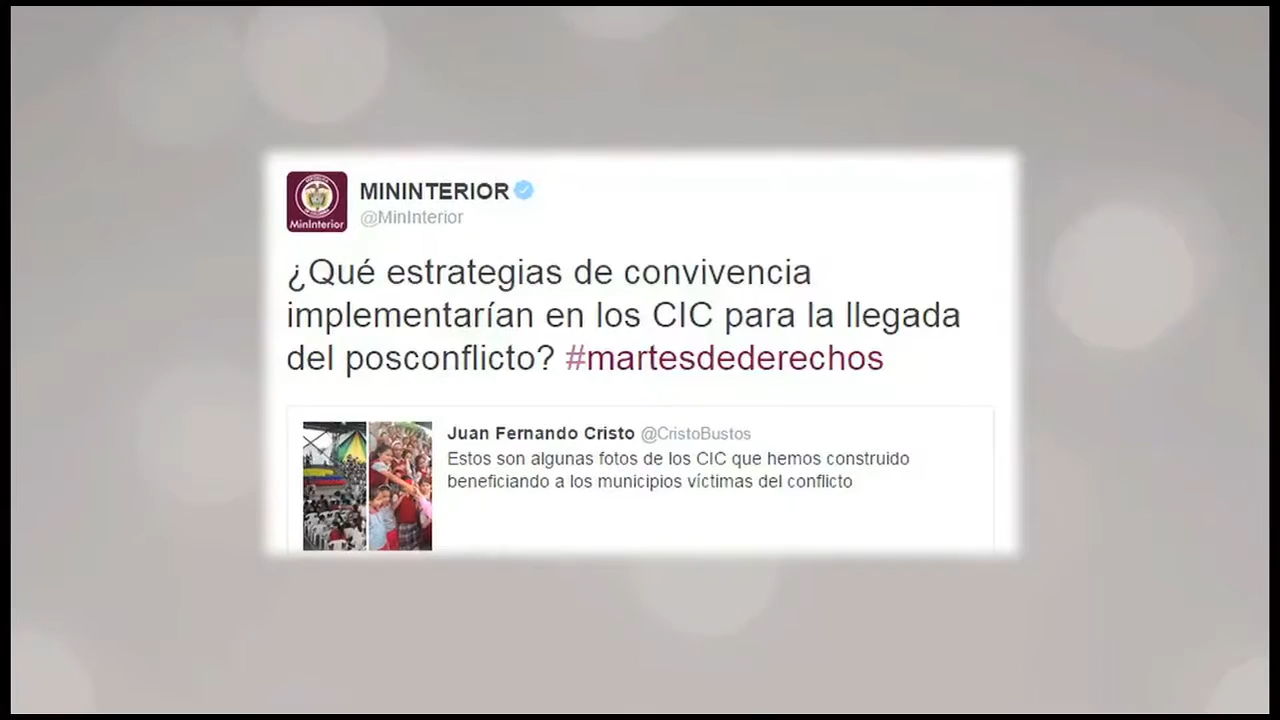 MININTERIOR
@MinInterior
MinInterior
¿Qué estrategias de convivencia
implementarían en los CIC para la llegada
del posconflicto? #martesdederechos
Juan Fernando Cristo @CristoBustos
Estos son algunas fotos de los CIC que hemos construido
beneficiando a los municipios víctimas del conflicto